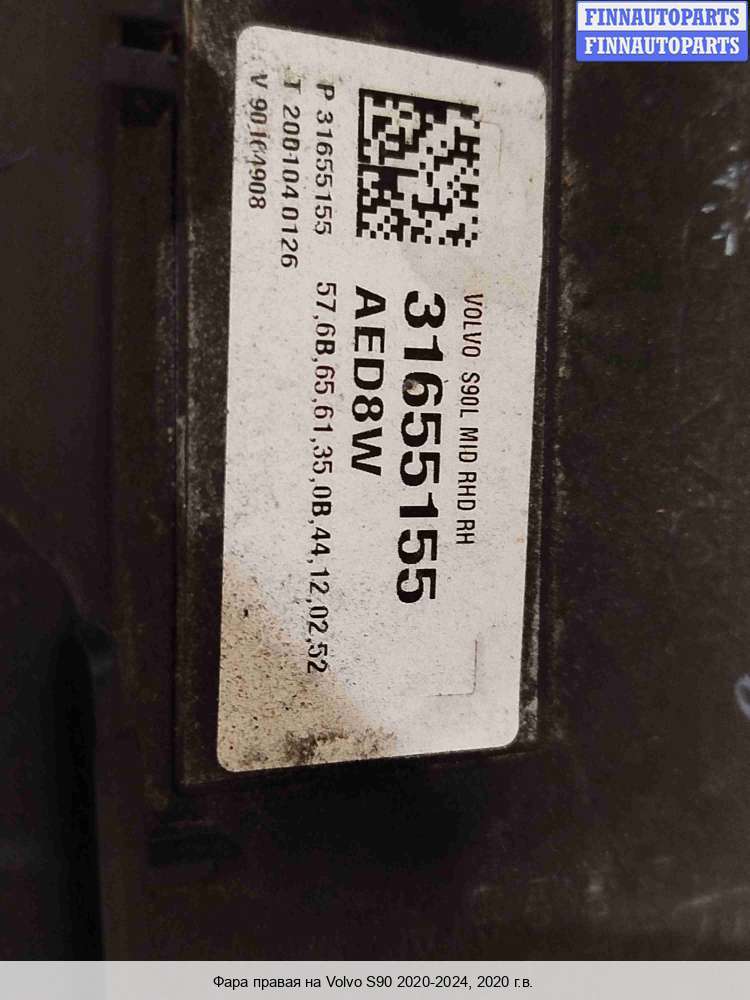 FINNAUTOPARTS
FINNAUTOPARTS
VOLVO S90L MID RHD RH
31655155
AED8W
57,6B,65,61,35,0B,44,12,02,52
P 31655155
T 2001040126
V 90164908
Фара правая на Volvo S90 2020-2024, 2020 г.в.